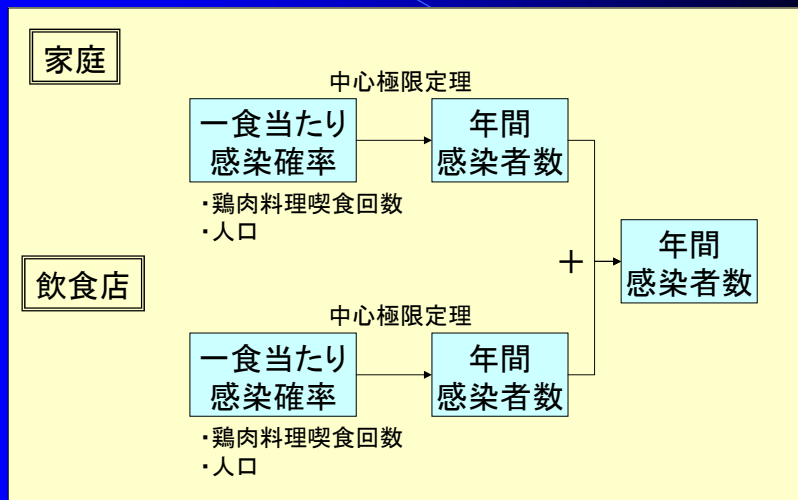 家庭
中心極限定理
一食当たり
感染確率
年間
感染者数
・鶏肉料理喫食回数
・人口
＋
年間
感染者数
飲食店
中心極限定理
一食当たり
感染確率
年間
感染者数
・鶏肉料理喫食回数
・人口